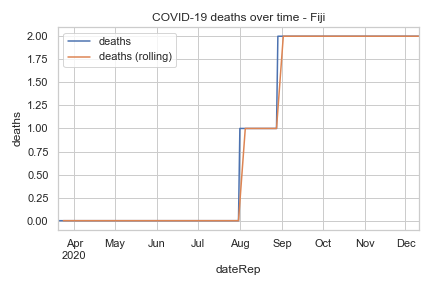 COVID-19 deaths over time - Fiji
deaths
deaths (rolling)
2.00
1.75
1.50
1.25
1.00
0.75
0.50
0.25
0.00
deaths
Apr May Jun Jul Aug Sep Oct Nov Dec
2020
dateRep